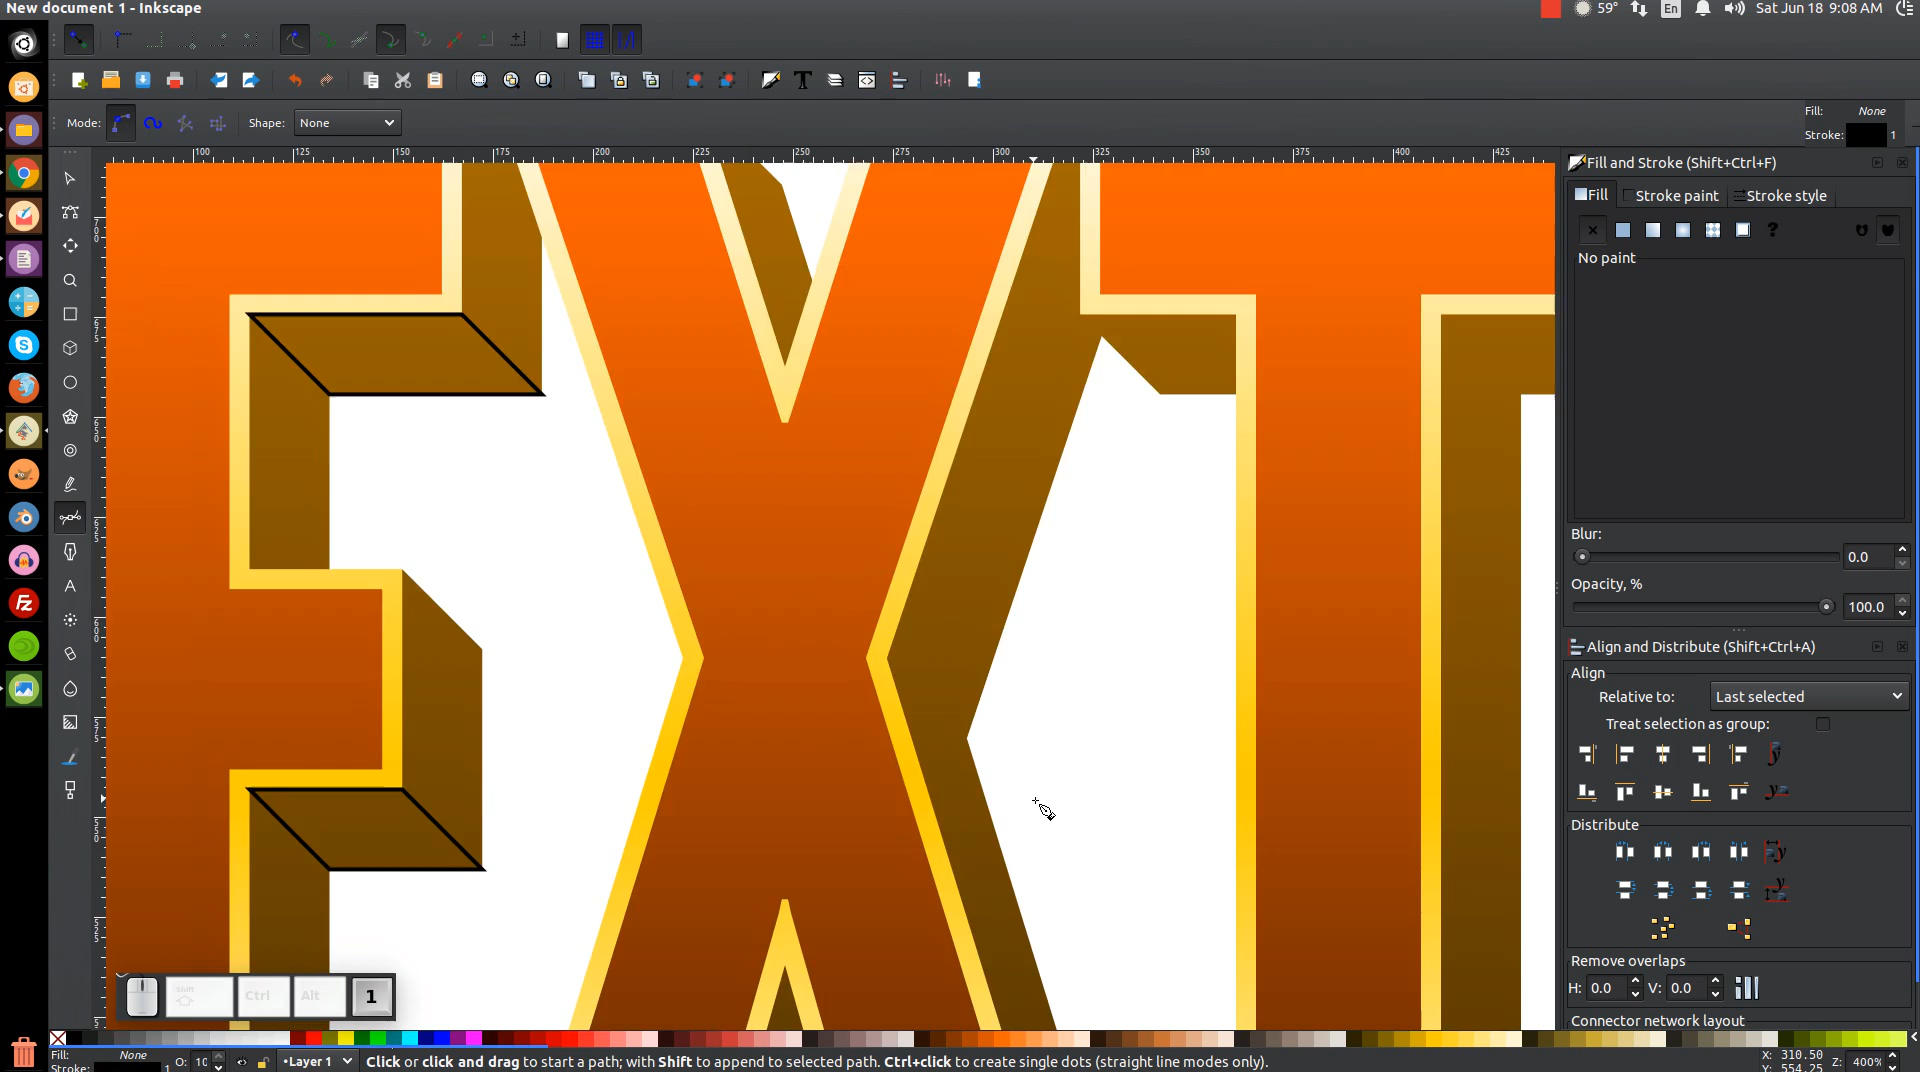 New document 1 - Inkscape
59°
En
Sat Jun 18 9:08 AM
Mode:
Shape:
None
Fill:
None
Stroke:
1
100
125
150
175
200
225
250
275
300
325
350
375
400
425
Fill and Stroke (Shift+Ctrl+F)
Fill
Stroke paint
Stroke style
?
No paint
Blur:
0.0
Opacity, %
100.0
Align and Distribute (Shift+Ctrl+A)
Align
Relative to:
Last selected
Treat selection as group:
Distribute
Remove overlaps
H:
0.0
V:
0.0
Connector network layout
EXT
Shift
Ctrl
Alt
1
Fill:
None
Stroke:
1
O:
10
Layer 1
Click or click and drag to start a path; with Shift to append to selected path. Ctrl+click to create single dots (straight line modes only).
X: 310.50
Y: 554.25
Z:
400%